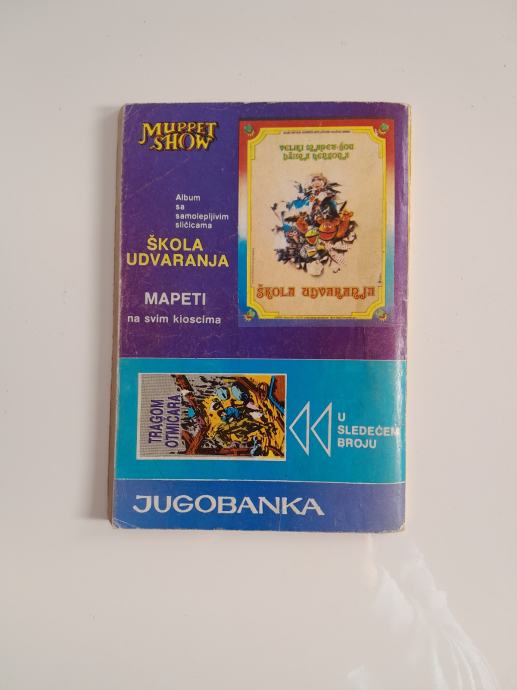 MUPPET
SHOW
Album
sa
samolepljivim
sličicama
ŠKOLA
UDVARANJA
MAPETI
na svim kioscima
VELIKI MAPET-ŠOU
DŽIMA HENSONA
ŠKOLA UDVARANJA
TRAGOM
OTMIČARA
U
SLEDEĆEM
BROJU
JUGOBANKA